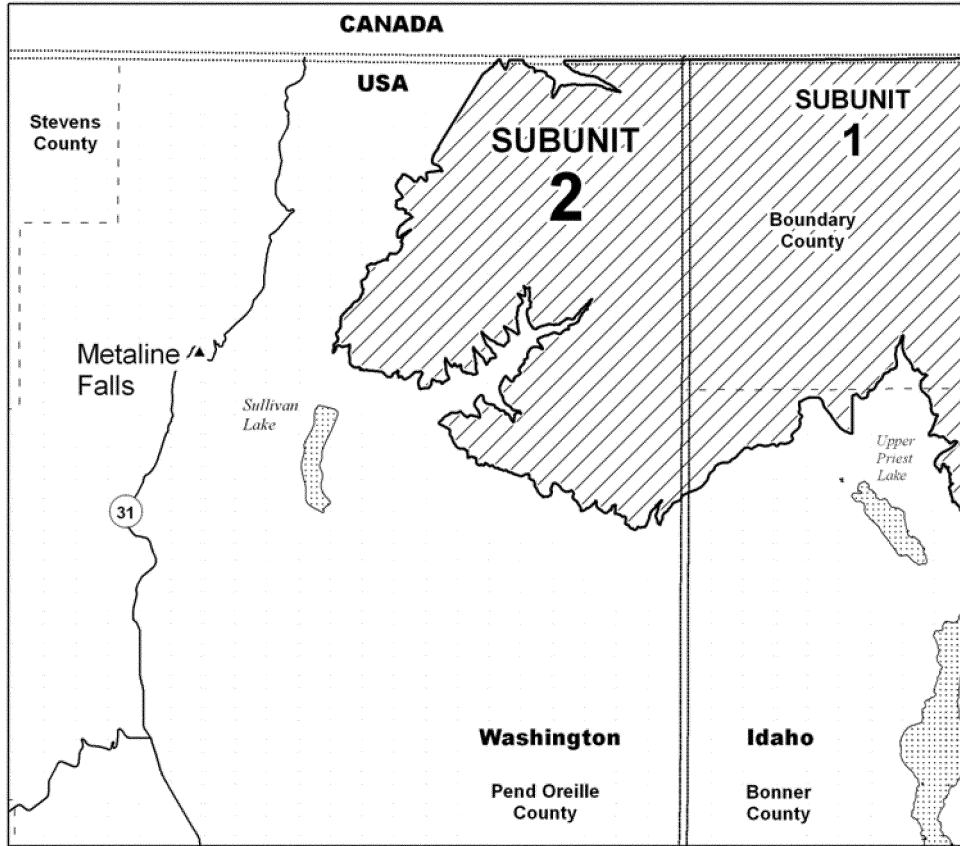 CANADA
USA
Stevens
County
SUBUNIT
2
SUBUNIT
1
Boundary
County
Metaline
Falls
Sullivan
Lake
Upper
Priest
Lake
31
Washington
Idaho
Pend Oreille
County
Bonner
County